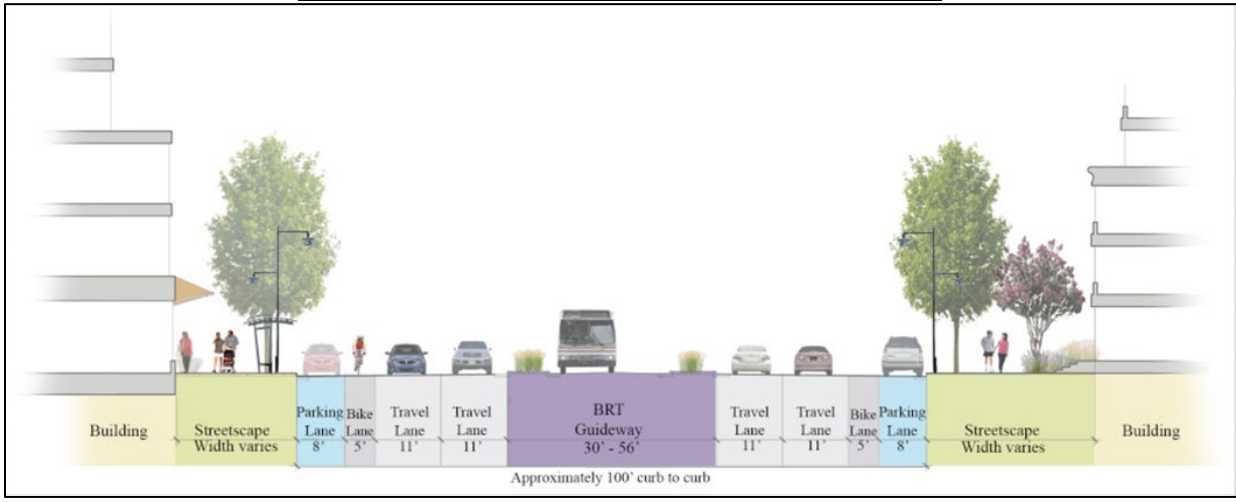 Building
Streetscape
Width varies
Parking
Lane
8'
Bike
Lane
5'
Travel
Lane
11'
Travel
Lane
11'
BRT
Guideway
30' - 56'
Travel
Lane
11'
Travel
Lane
11'
Bike
Lane
5'
Parking
Lane
8'
Streetscape
Width varies
Building
Approximately 100' curb to curb